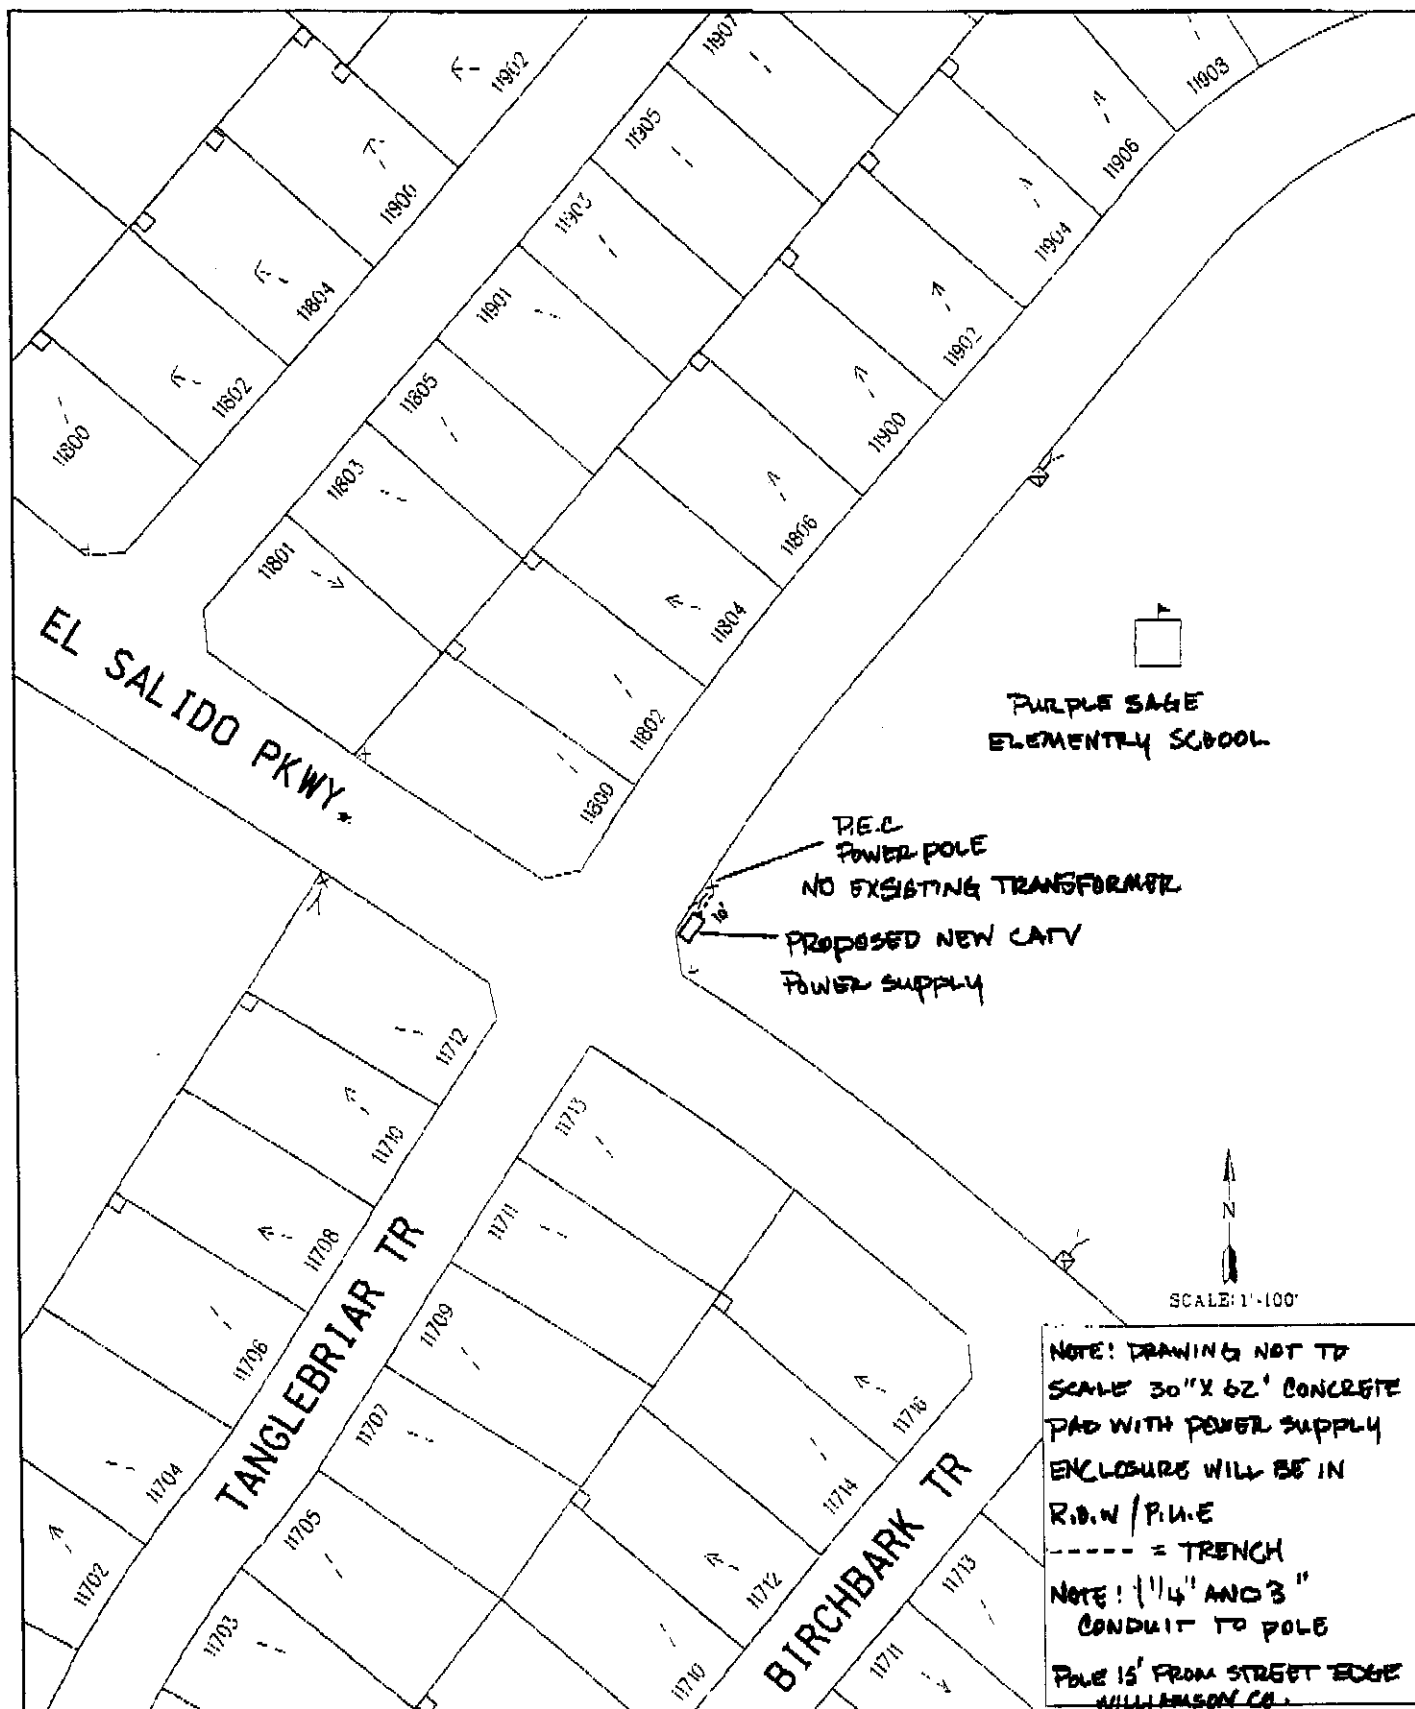 11907
11902
11903
11905
11906
11900
11903
11904
11804
11901
11902
11802
11805
11900
11800
11803
11806
11801
11804
EL SALIDO PKWY.
11802
11800
PURPLE SAGE
ELEMENTRY SCHOOL
P.E.C
POWER POLE
NO EXSISTING TRANSFORMER
10'
PROPOSED NEW CATV
POWER SUPPLY
11712
11713
11710
11711
11708
11709
11706
11707
TANGLEBRIAR TR
11704
11705
11702
11703
11716
11714
11712
11710
BIRCHBARK TR
11713
11711
N
SCALE:1"-100'
NOTE! DRAWING NOT TO
SCALE 30"X 62' CONCRETE
PAD WITH POWER SUPPLY
ENCLOSURE WILL BE IN
R.O.W / P.U.E
----- = TRENCH
NOTE! 1 1/4" AND 3"
CONDUIT TO POLE
POLE 15' FROM STREET EDGE
WILLIAMSON CO.